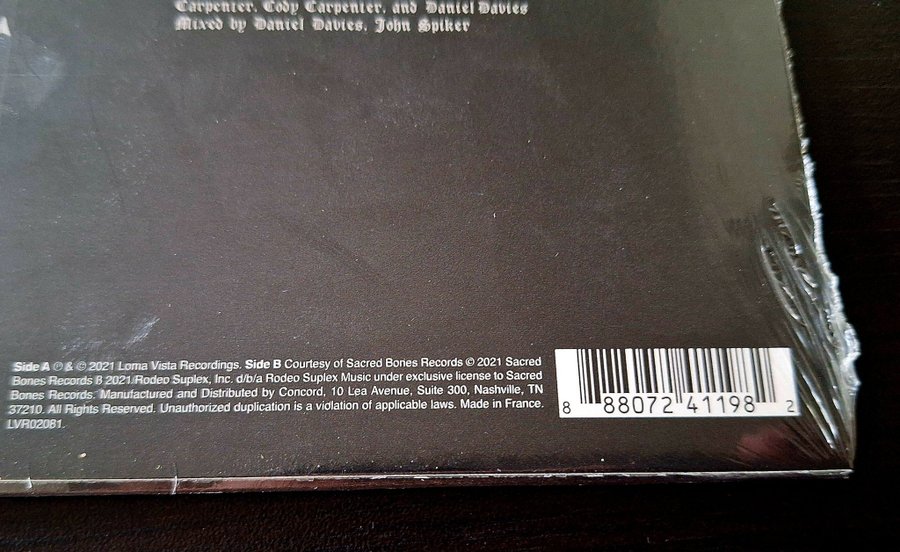 Carpenter, Cody Carpenter, and Daniel Davies
Mixed by Daniel Davies, John Spiker
Side A ℗ & © 2021 Loma Vista Recordings. Side B Courtesy of Sacred Bones Records © 2021 Sacred
Bones Records B 2021 Rodeo Suplex, Inc. d/b/a Rodeo Suplex Music under exclusive license to Sacred
Bones Records. Manufactured and Distributed by Concord, 10 Lea Avenue, Suite 300, Nashville, TN
37210. All Rights Reserved. Unauthorized duplication is a violation of applicable laws. Made in France.
LVR02081.
8 88072 41198 2